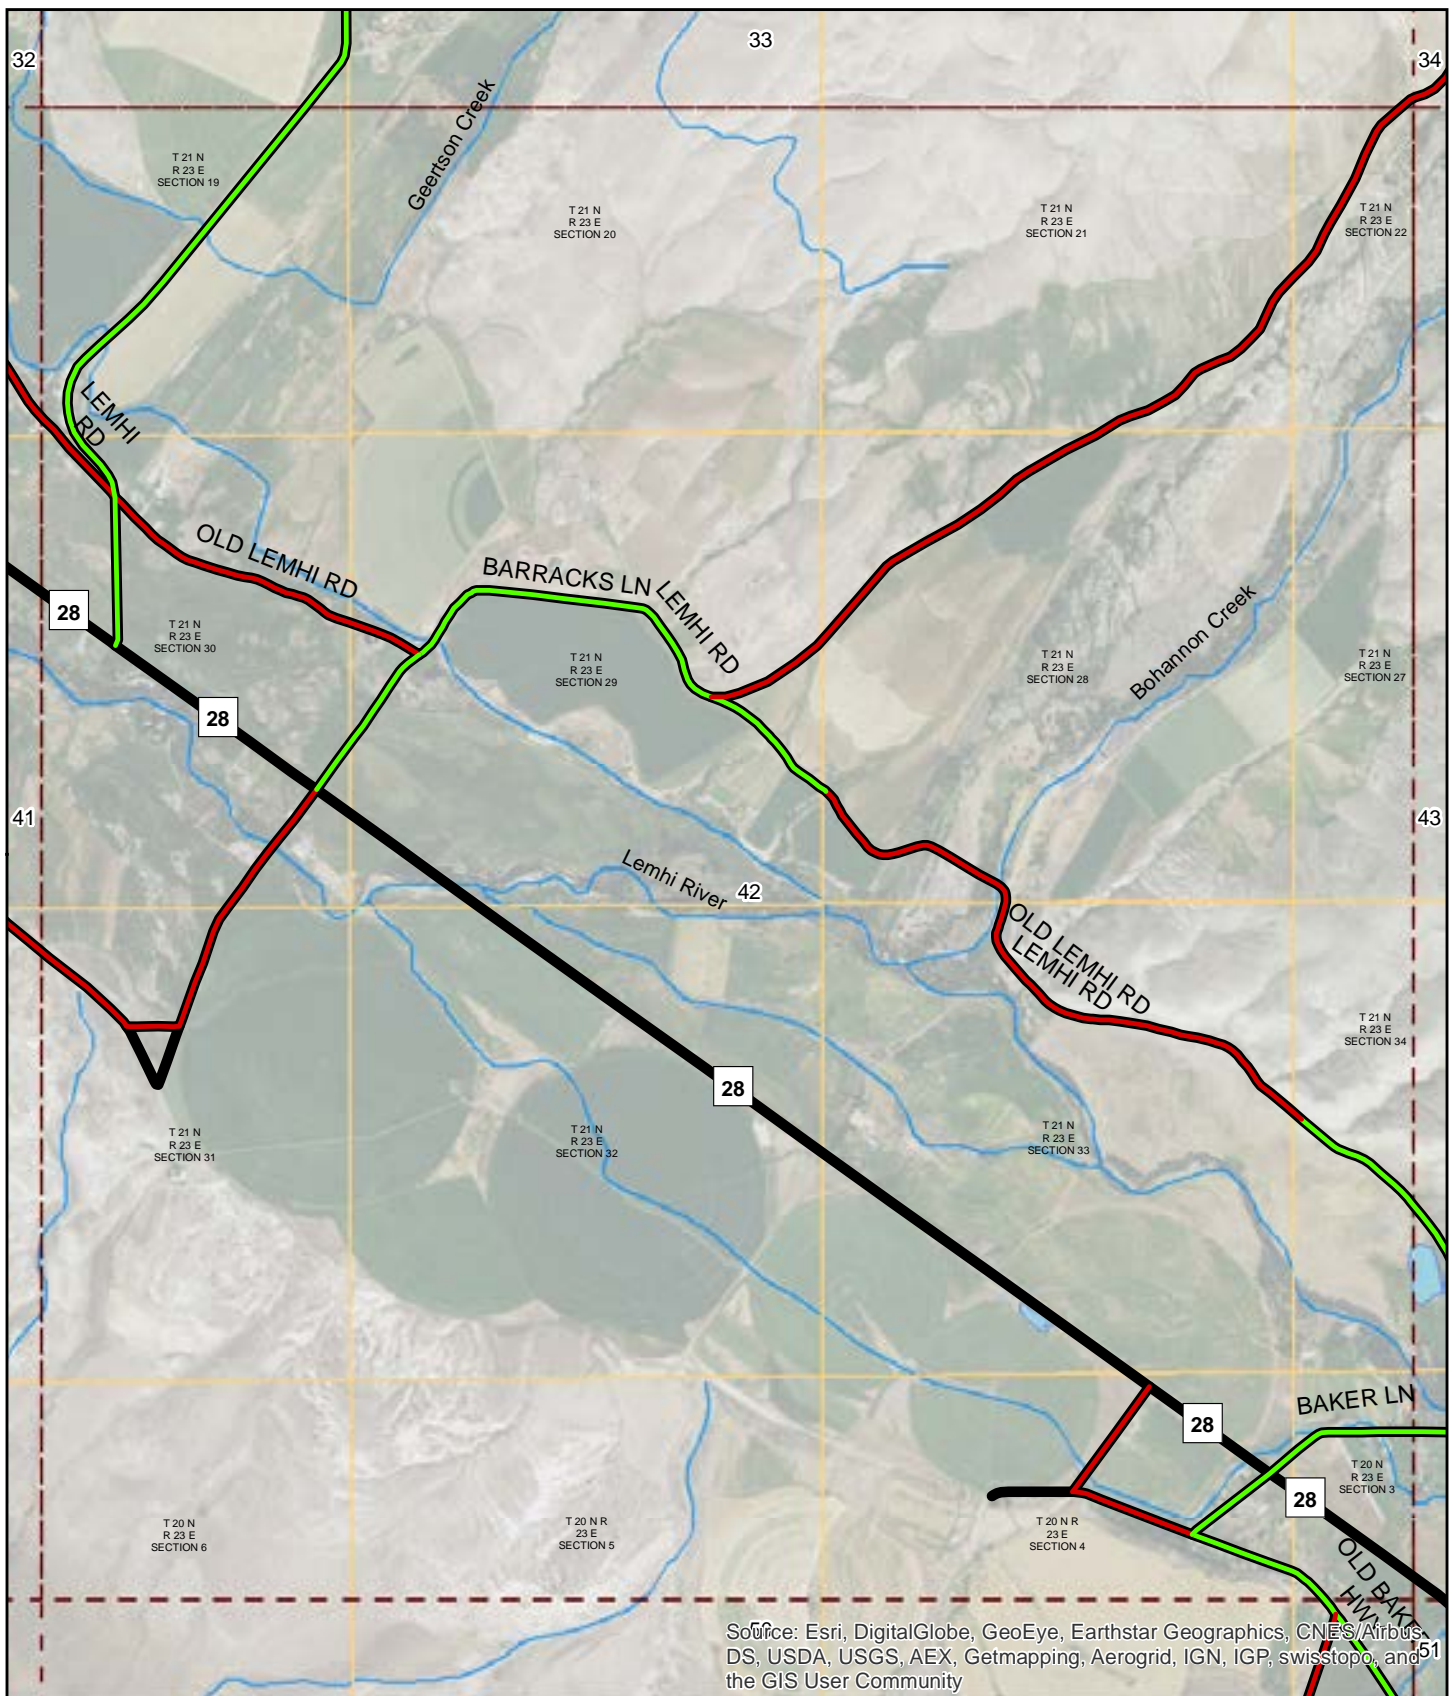 32
33
34
Geertson Creek
T 21 N
R 23 E
SECTION 19
T 21 N
R 23 E
SECTION 20
T 21 N
R 23 E
SECTION 21
T 21 N
R 23 E
SECTION 22
LEMHI
RD
OLD LEMHI RD
BARRACKS LN
LEMHI RD
28
T 21 N
R 23 E
SECTION 30
T 21 N
R 23 E
SECTION 29
T 21 N
R 23 E
SECTION 28
Bohannon Creek
T 21 N
R 23 E
SECTION 27
28
41
43
Lemhi River
42
OLD LEMHI RD
LEMHI RD
T 21 N
R 23 E
SECTION 34
28
T 21 N
R 23 E
SECTION 31
T 21 N
R 23 E
SECTION 32
T 21 N
R 23 E
SECTION 33
BAKER LN
28
T 20 N
R 23 E
SECTION 3
28
T 20 N
R 23 E
SECTION 6
T 20 N R
23 E
SECTION 5
T 20 N R
23 E
SECTION 4
OLD BAKER
HWY
51
Source: Esri, DigitalGlobe, GeoEye, Earthstar Geographics, CNES/Airbus
DS, USDA, USGS, AEX, Getmapping, Aerogrid, IGN, IGP, swisstopo, and
the GIS User Community